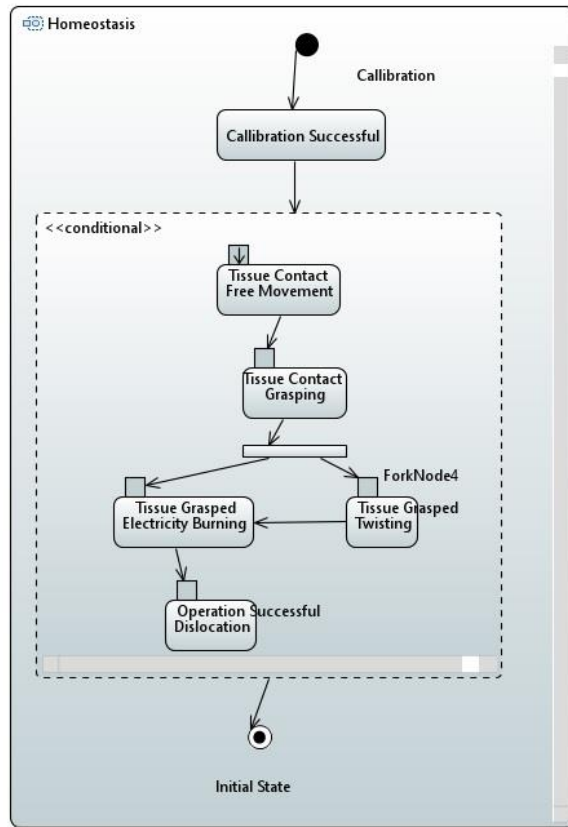 Homeostasis
Callibration
Callibration Successful
<<conditional>>
Tissue Contact
Free Movement
Tissue Contact
Grasping
ForkNode4
Tissue Grasped
Electricity Burning
Tissue Grasped
Twisting
Operation Successful
Dislocation
Initial State